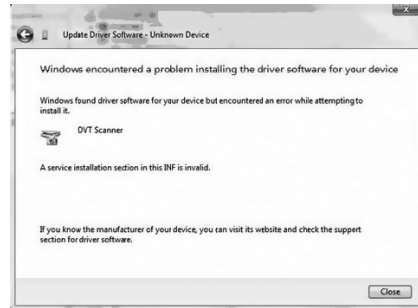 Update Driver Software - Unknown Device
Windows encountered a problem installing the driver software for your device
Windows found driver software for your device but encountered an error while attempting to
install it.
DVT Scanner
A service installation section in this INF is invalid.
If you know the manufacturer of your device, you can visit its website and check the support
section for driver software.
Close